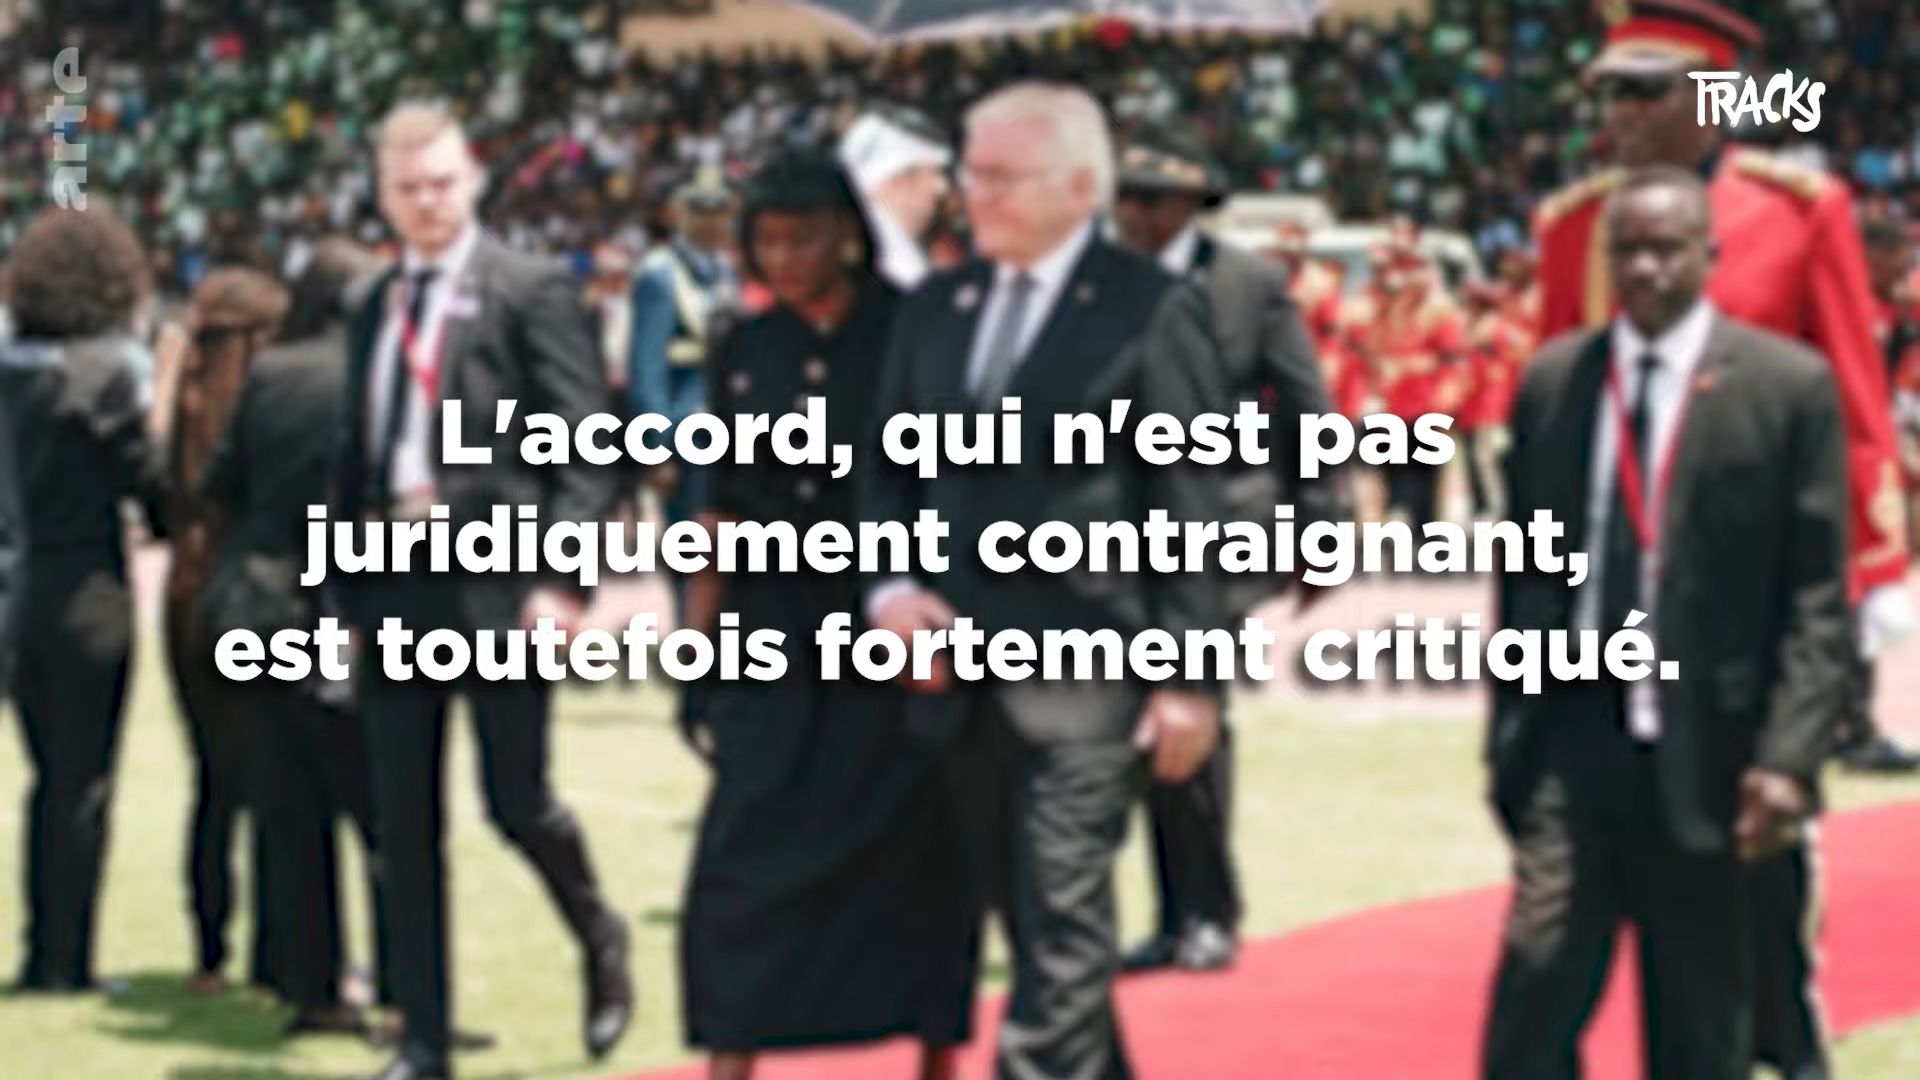 arte
TRACKS
L'accord, qui n'est pas
juridiquement contraignant,
est toutefois fortement critiqué.